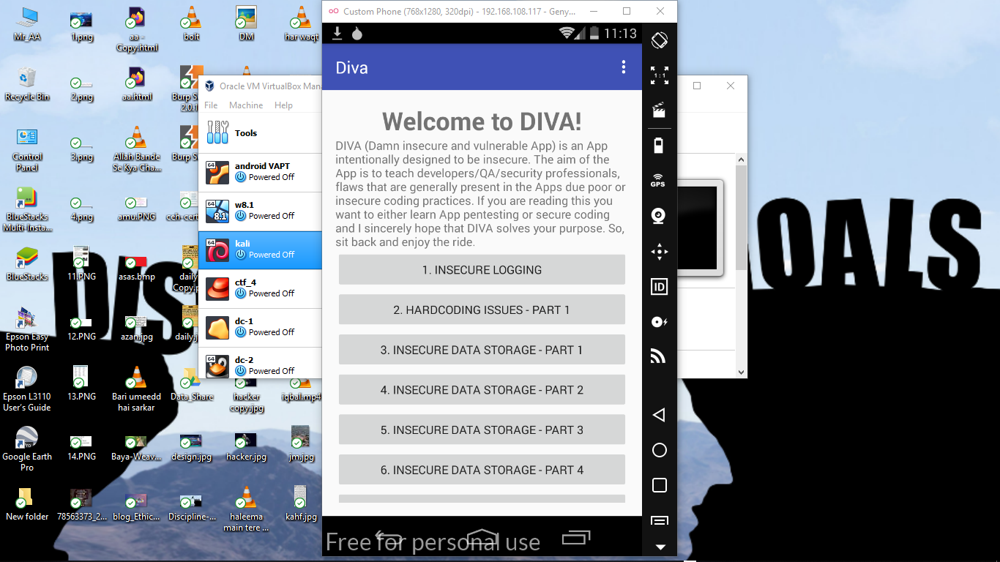 Custom Phone (768x1280, 320dpi) - 192.168.108.117 - Geny...
11:13
Diva
Welcome to DIVA!
DIVA (Damn insecure and vulnerable App) is an App
intentionally designed to be insecure. The aim of the
App is to teach developers/QA/security professionals,
flaws that are generally present in the Apps due poor or
insecure coding practices. If you are reading this you
want to either learn App pentesting or secure coding
and I sincerely hope that DIVA solves your purpose. So,
sit back and enjoy the ride.
1. INSECURE LOGGING
2. HARDCODING ISSUES - PART 1
3. INSECURE DATA STORAGE - PART 1
4. INSECURE DATA STORAGE - PART 2
5. INSECURE DATA STORAGE - PART 3
6. INSECURE DATA STORAGE - PART 4
Free for personal use
1:1
GPS
ID
Oracle VM VirtualBox Mana
File Machine Help
Tools
64
android VAPT
Powered Off
64
8.1
w8.1
Powered Off
64
kali
Powered Off
ctf_4
Powered Off
dc-1
Powered Off
64
dc-2
Powered Off
Mr_AA
1.png
aa -
Copy.html
bolt
DM
har waqt
Recycle Bin
2.png
aa.html
Burp S
2.0.1
Control
Panel
3.png
Allah Bande
Se Kya Cha...
Burp S
BlueStacks
Multi-Insta...
4.png
amu.PNG
ceh-cert
BlueStacks
11.PNG
asas.bmp
daily
Copy.p
Epson Easy
Photo Print
12.PNG
azan.jpg
daily.j
Epson L3110
User's Guide
13.PNG
Bari umeedd
hai sarkar
Data_Share
hacker
copy.jpg
iqbal.mp4
Google Earth
Pro
14.PNG
Baya-Weav...
design.jpg
hacker.jpg
jm.jpg
New folder
78563373_2...
blog_Ethic...
Discipline-...
haleema
main tere ...
kahf.jpg
DIS
OALS